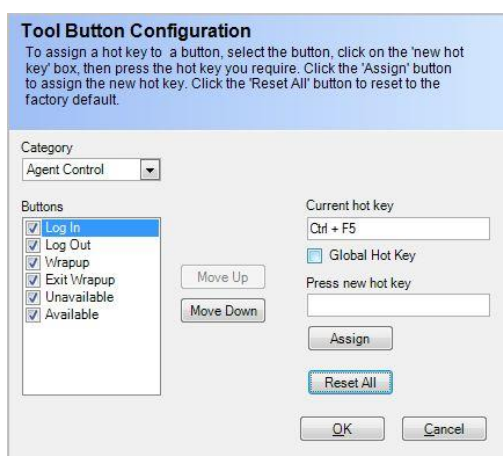 Tool Button Configuration
To assign a hot key to a button, select the button, click on the 'new hot
key' box, then press the hot key you require. Click the 'Assign' button
to assign the new hot key. Click the 'Reset All' button to reset to the
factory default.
Category
Agent Control
Buttons
Log In
Log Out
Wrapup
Exit Wrapup
Unavailable
Available
Move Up
Move Down
Current hot key
Ctrl + F5
Global Hot Key
Press new hot key
Assign
Reset All
OK
Cancel